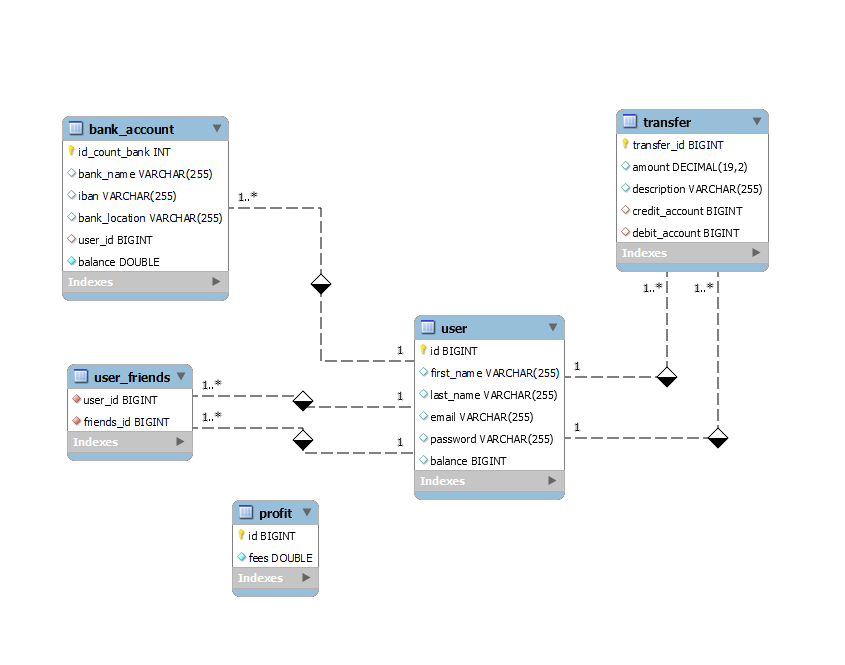 bank_account
id_count_bank INT
bank_name VARCHAR(255)
iban VARCHAR(255)
bank_location VARCHAR(255)
user_id BIGINT
balance DOUBLE
Indexes
1..*
1
transfer
transfer_id BIGINT
amount DECIMAL(19,2)
description VARCHAR(255)
credit_account BIGINT
debit_account BIGINT
Indexes
1..*
1..*
user
id BIGINT
first_name VARCHAR(255)
last_name VARCHAR(255)
email VARCHAR(255)
password VARCHAR(255)
balance BIGINT
Indexes
1
1
user_friends
user_id BIGINT
friends_id BIGINT
Indexes
1..*
1
1..*
1
profit
id BIGINT
fees DOUBLE
Indexes